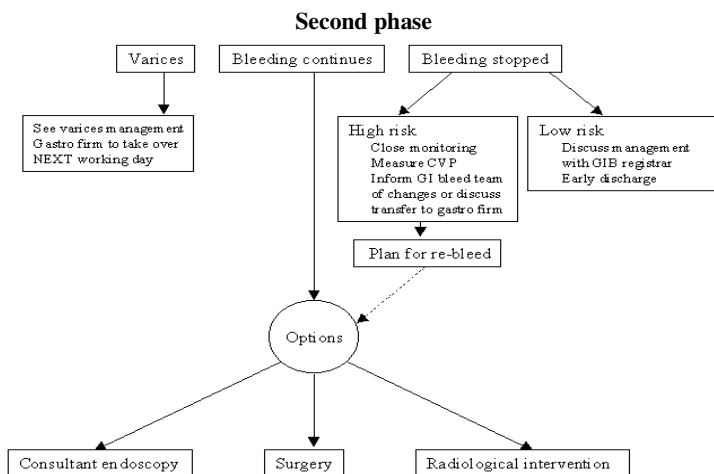 Second phase
Varices
Bleeding continues
Bleeding stopped
See varices management
Gastro firm to take over
NEXT working day
High risk
Close monitoring
Measure CVP
Inform GI bleed team
of changes or discuss
transfer to gastro firm
Low risk
Discuss management
with GIB registrar
Early discharge
Plan for re-bleed
Options
Consultant endoscopy
Surgery
Radiological intervention